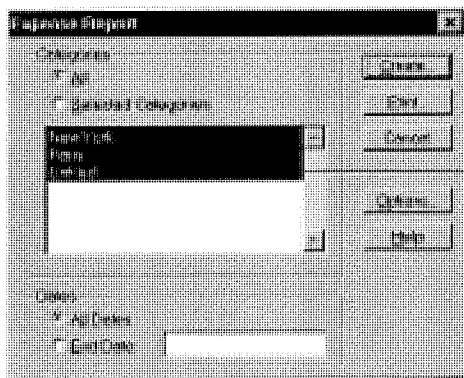 Expense Report
Categories
All
Selected Categories
Create...
Print
Cancel
Options...
Help
Dates
All Dates
End Date